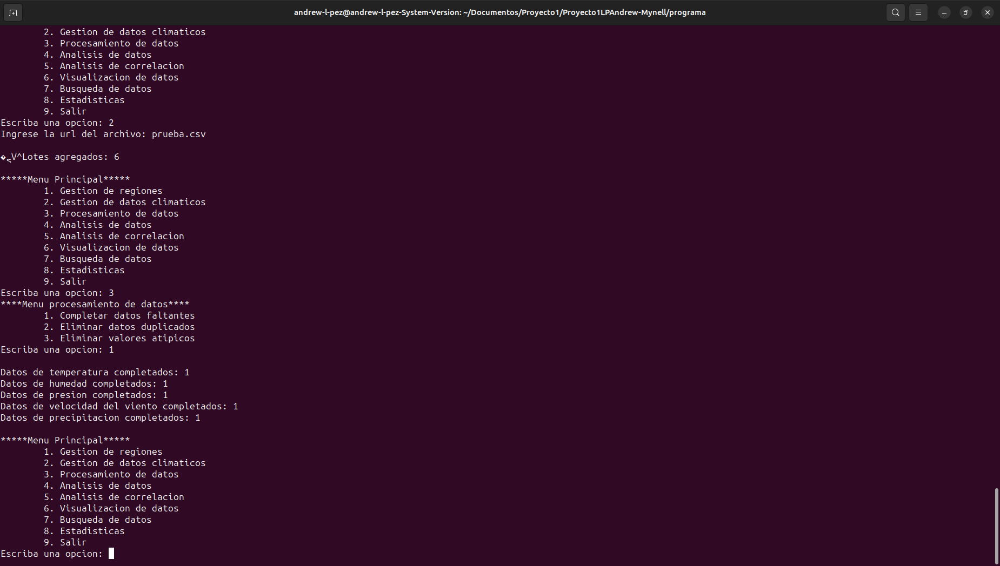 andrew-l-pez@andrew-l-pez-System-Version: ~/Documentos/Proyecto1/Proyecto1LPAndrew-Mynell/programa
2. Gestion de datos climaticos
3. Procesamiento de datos
4. Analisis de datos
5. Analisis de correlacion
6. Visualizacion de datos
7. Busqueda de datos
8. Estadisticas
9. Salir
Escriba una opcion: 2
Ingrese la url del archivo: prueba.csv
V^Lotes agregados: 6
*****Menu Principal*****
1. Gestion de regiones
2. Gestion de datos climaticos
3. Procesamiento de datos
4. Analisis de datos
5. Analisis de correlacion
6. Visualizacion de datos
7. Busqueda de datos
8. Estadisticas
9. Salir
Escriba una opcion: 3
****Menu procesamiento de datos****
1. Completar datos faltantes
2. Eliminar datos duplicados
3. Eliminar valores atipicos
Escriba una opcion: 1
Datos de temperatura completados: 1
Datos de humedad completados: 1
Datos de presion completados: 1
Datos de velocidad del viento completados: 1
Datos de precipitacion completados: 1
*****Menu Principal*****
1. Gestion de regiones
2. Gestion de datos climaticos
3. Procesamiento de datos
4. Analisis de datos
5. Analisis de correlacion
6. Visualizacion de datos
7. Busqueda de datos
8. Estadisticas
9. Salir
Escriba una opcion: